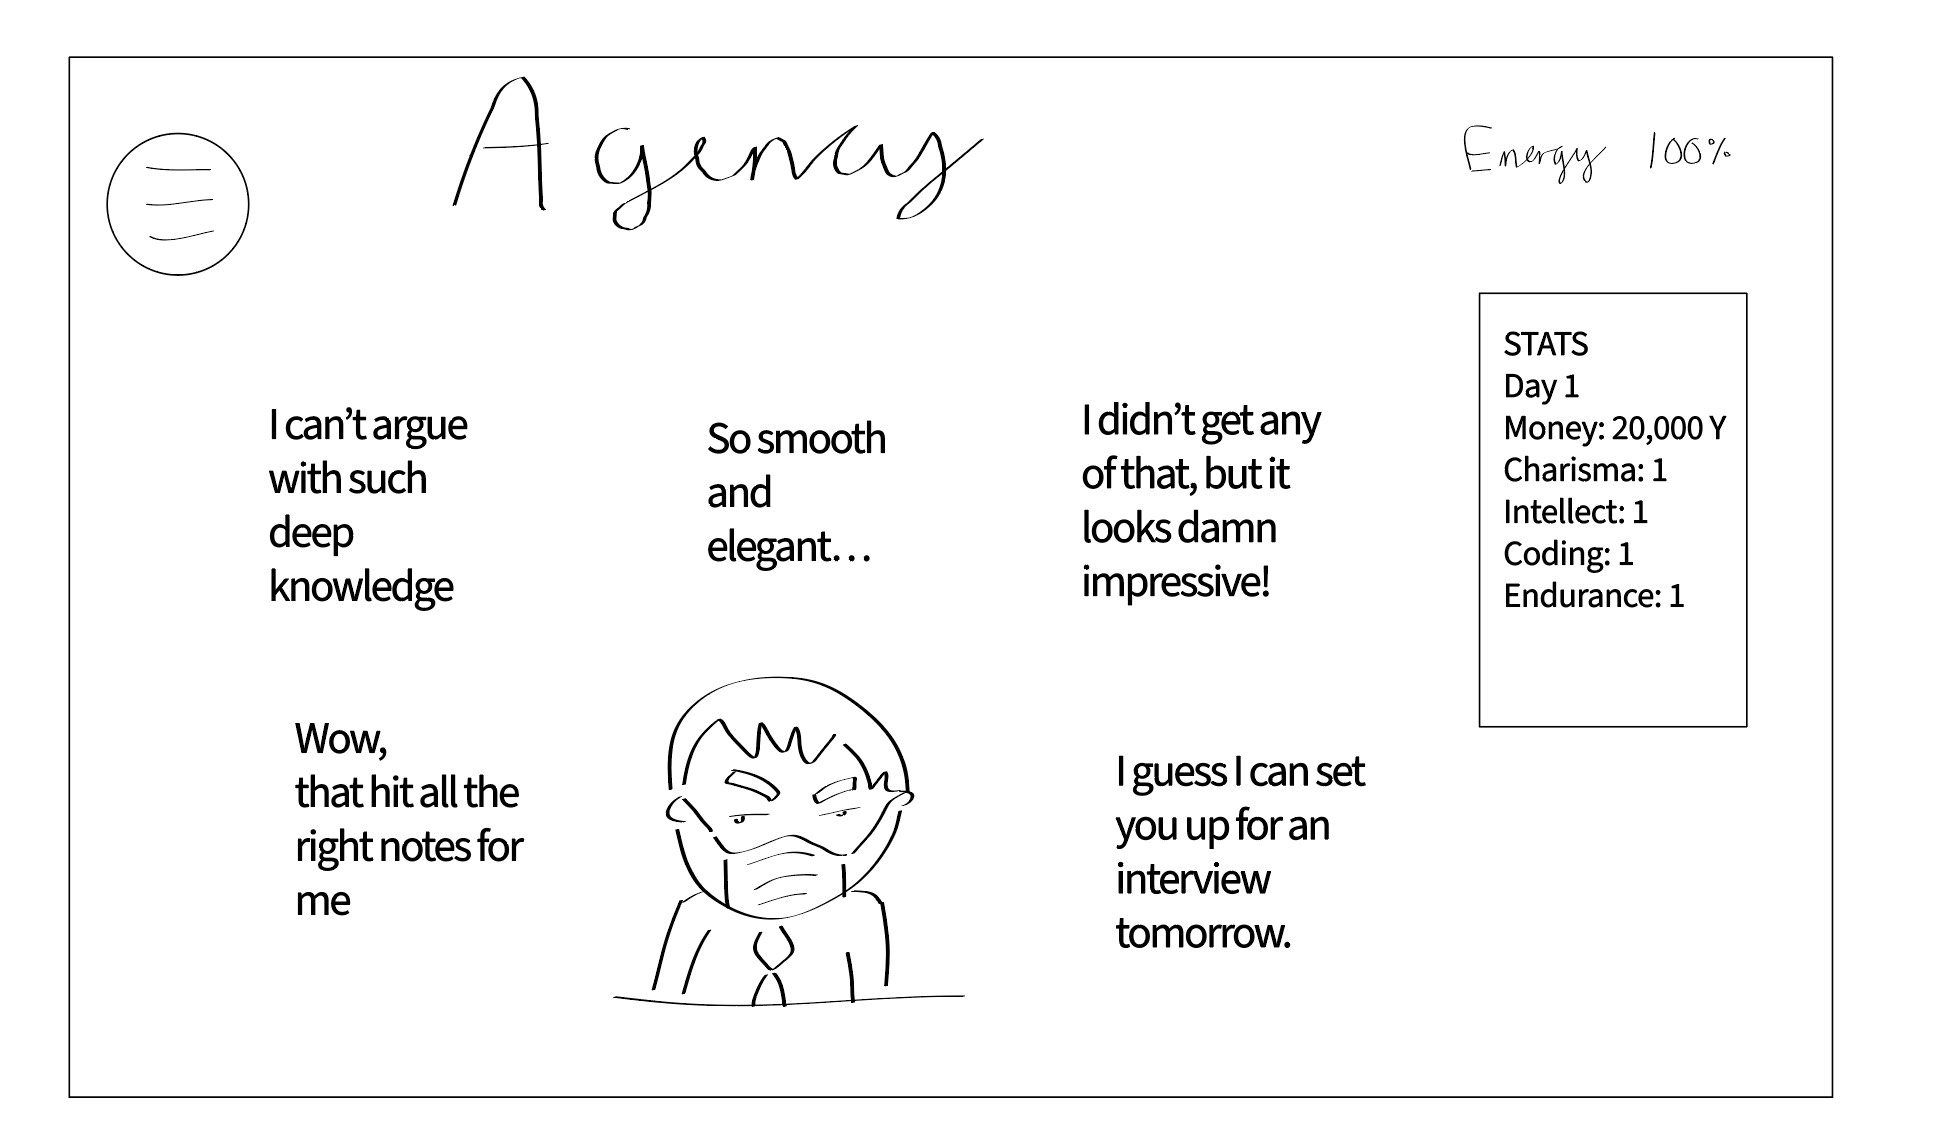 Agency
Energy 100%
STATS
Day 1
Money: 20,000 Y
Charisma: 1
Intellect: 1
Coding: 1
Endurance: 1
I can't argue
with such
deep
knowledge
So smooth
and
elegant...
I didn't get any
of that, but it
looks damn
impressive!
Wow,
that hit all the
right notes for
me
I guess I can set
you up for an
interview
tomorrow.